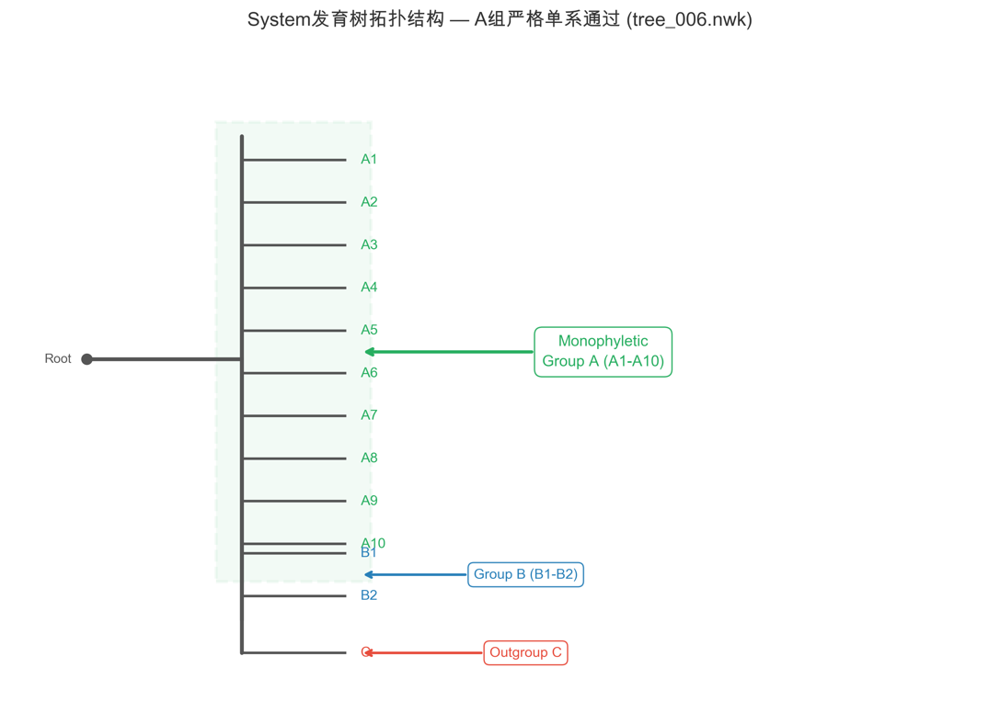 System发育树拓扑结构 — A组严格单系通过 (tree_006.nwk)
A1
A2
A3
A4
A5
Monophyletic
Group A (A1-A10)
Root
A6
A7
A8
A9
A10
B1
Group B (B1-B2)
B2
C
Outgroup C